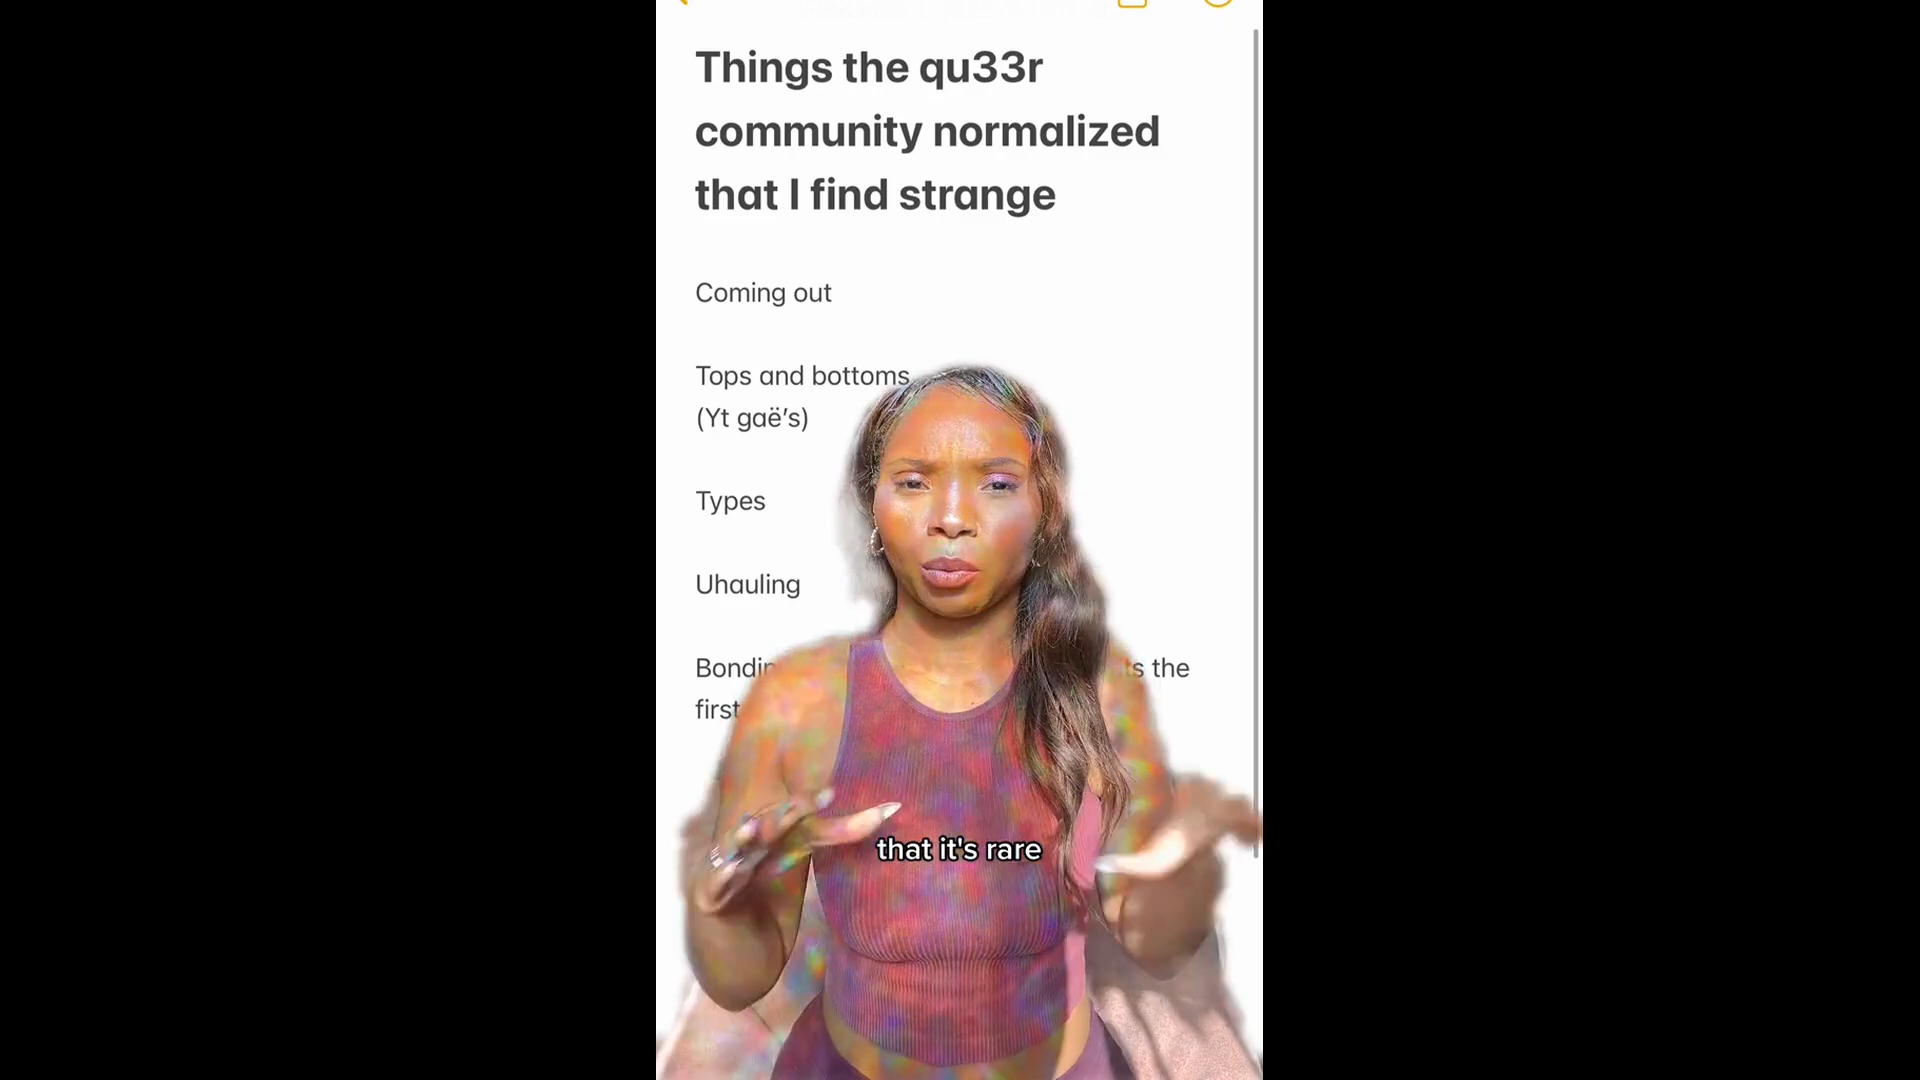 Things the qu33r
community normalized
that I find strange
Coming out
Tops and bottoms
(Yt gaë's)
Types
Uhauling
the
first
that it's rare